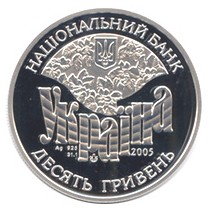 НАЦІОНАЛЬНИЙ БАНК
Україна
Ag 925
31.1
2005
ДЕСЯТЬ ГРИВЕНЬ